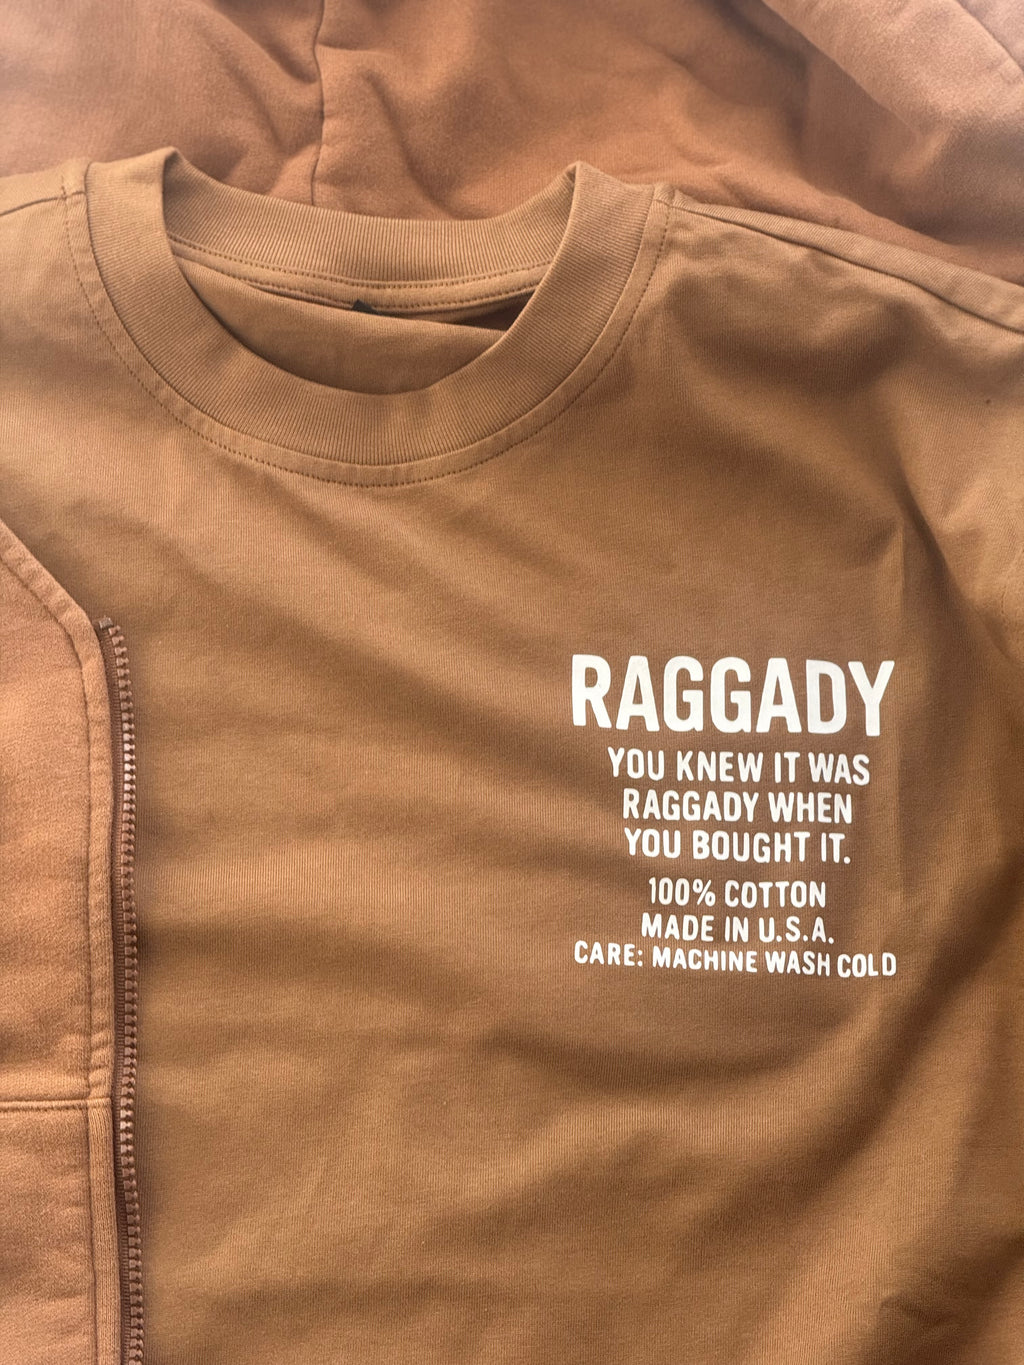 RAGGADY
YOU KNEW IT WAS
RAGGADY WHEN
YOU BOUGHT IT.
100% COTTON
MADE IN U.S.A.
CARE: MACHINE WASH COLD